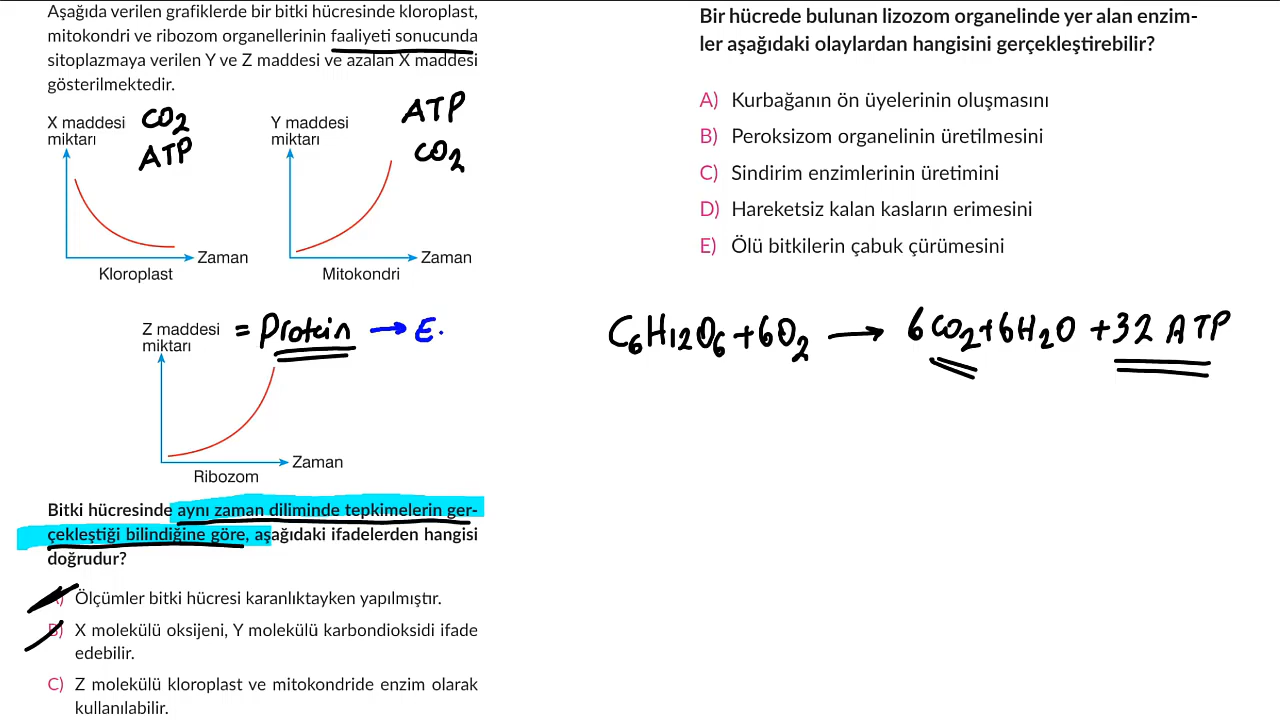 Aşağıda verilen grafiklerde bir bitki hücresinde kloroplast,
mitokondri ve ribozom organellerinin faaliyeti sonucunda
sitoplazmaya verilen Y ve Z maddesi ve azalan X maddesi
gösterilmektedir.
X maddesi
miktarı
CO2
ATP
Zaman
Kloroplast
Y maddesi
miktarı
ATP
CO2
Zaman
Mitokondri
Z maddesi
miktarı
= Protein → E.
Zaman
Ribozom
Bitki hücresinde aynı zaman diliminde tepkimelerin ger-
çekleştiği bilindiğine göre, aşağıdaki ifadelerden hangisi
doğrudur?
A) Ölçümler bitki hücresi karanlıktayken yapılmıştır.
B) X molekülü oksijeni, Y molekülü karbondioksidi ifade
edebilir.
C) Z molekülü kloroplast ve mitokondride enzim olarak
kullanılabilir.
Bir hücrede bulunan lizozom organelinde yer alan enzim-
ler aşağıdaki olaylardan hangisini gerçekleştirebilir?
A) Kurbağanın ön üyelerinin oluşmasını
B) Peroksizom organelinin üretilmesini
C) Sindirim enzimlerinin üretimini
D) Hareketsiz kalan kasların erimesini
E) Ölü bitkilerin çabuk çürümesini
C6H12O6+6O2 → 6CO2+6H2O +32 ATP